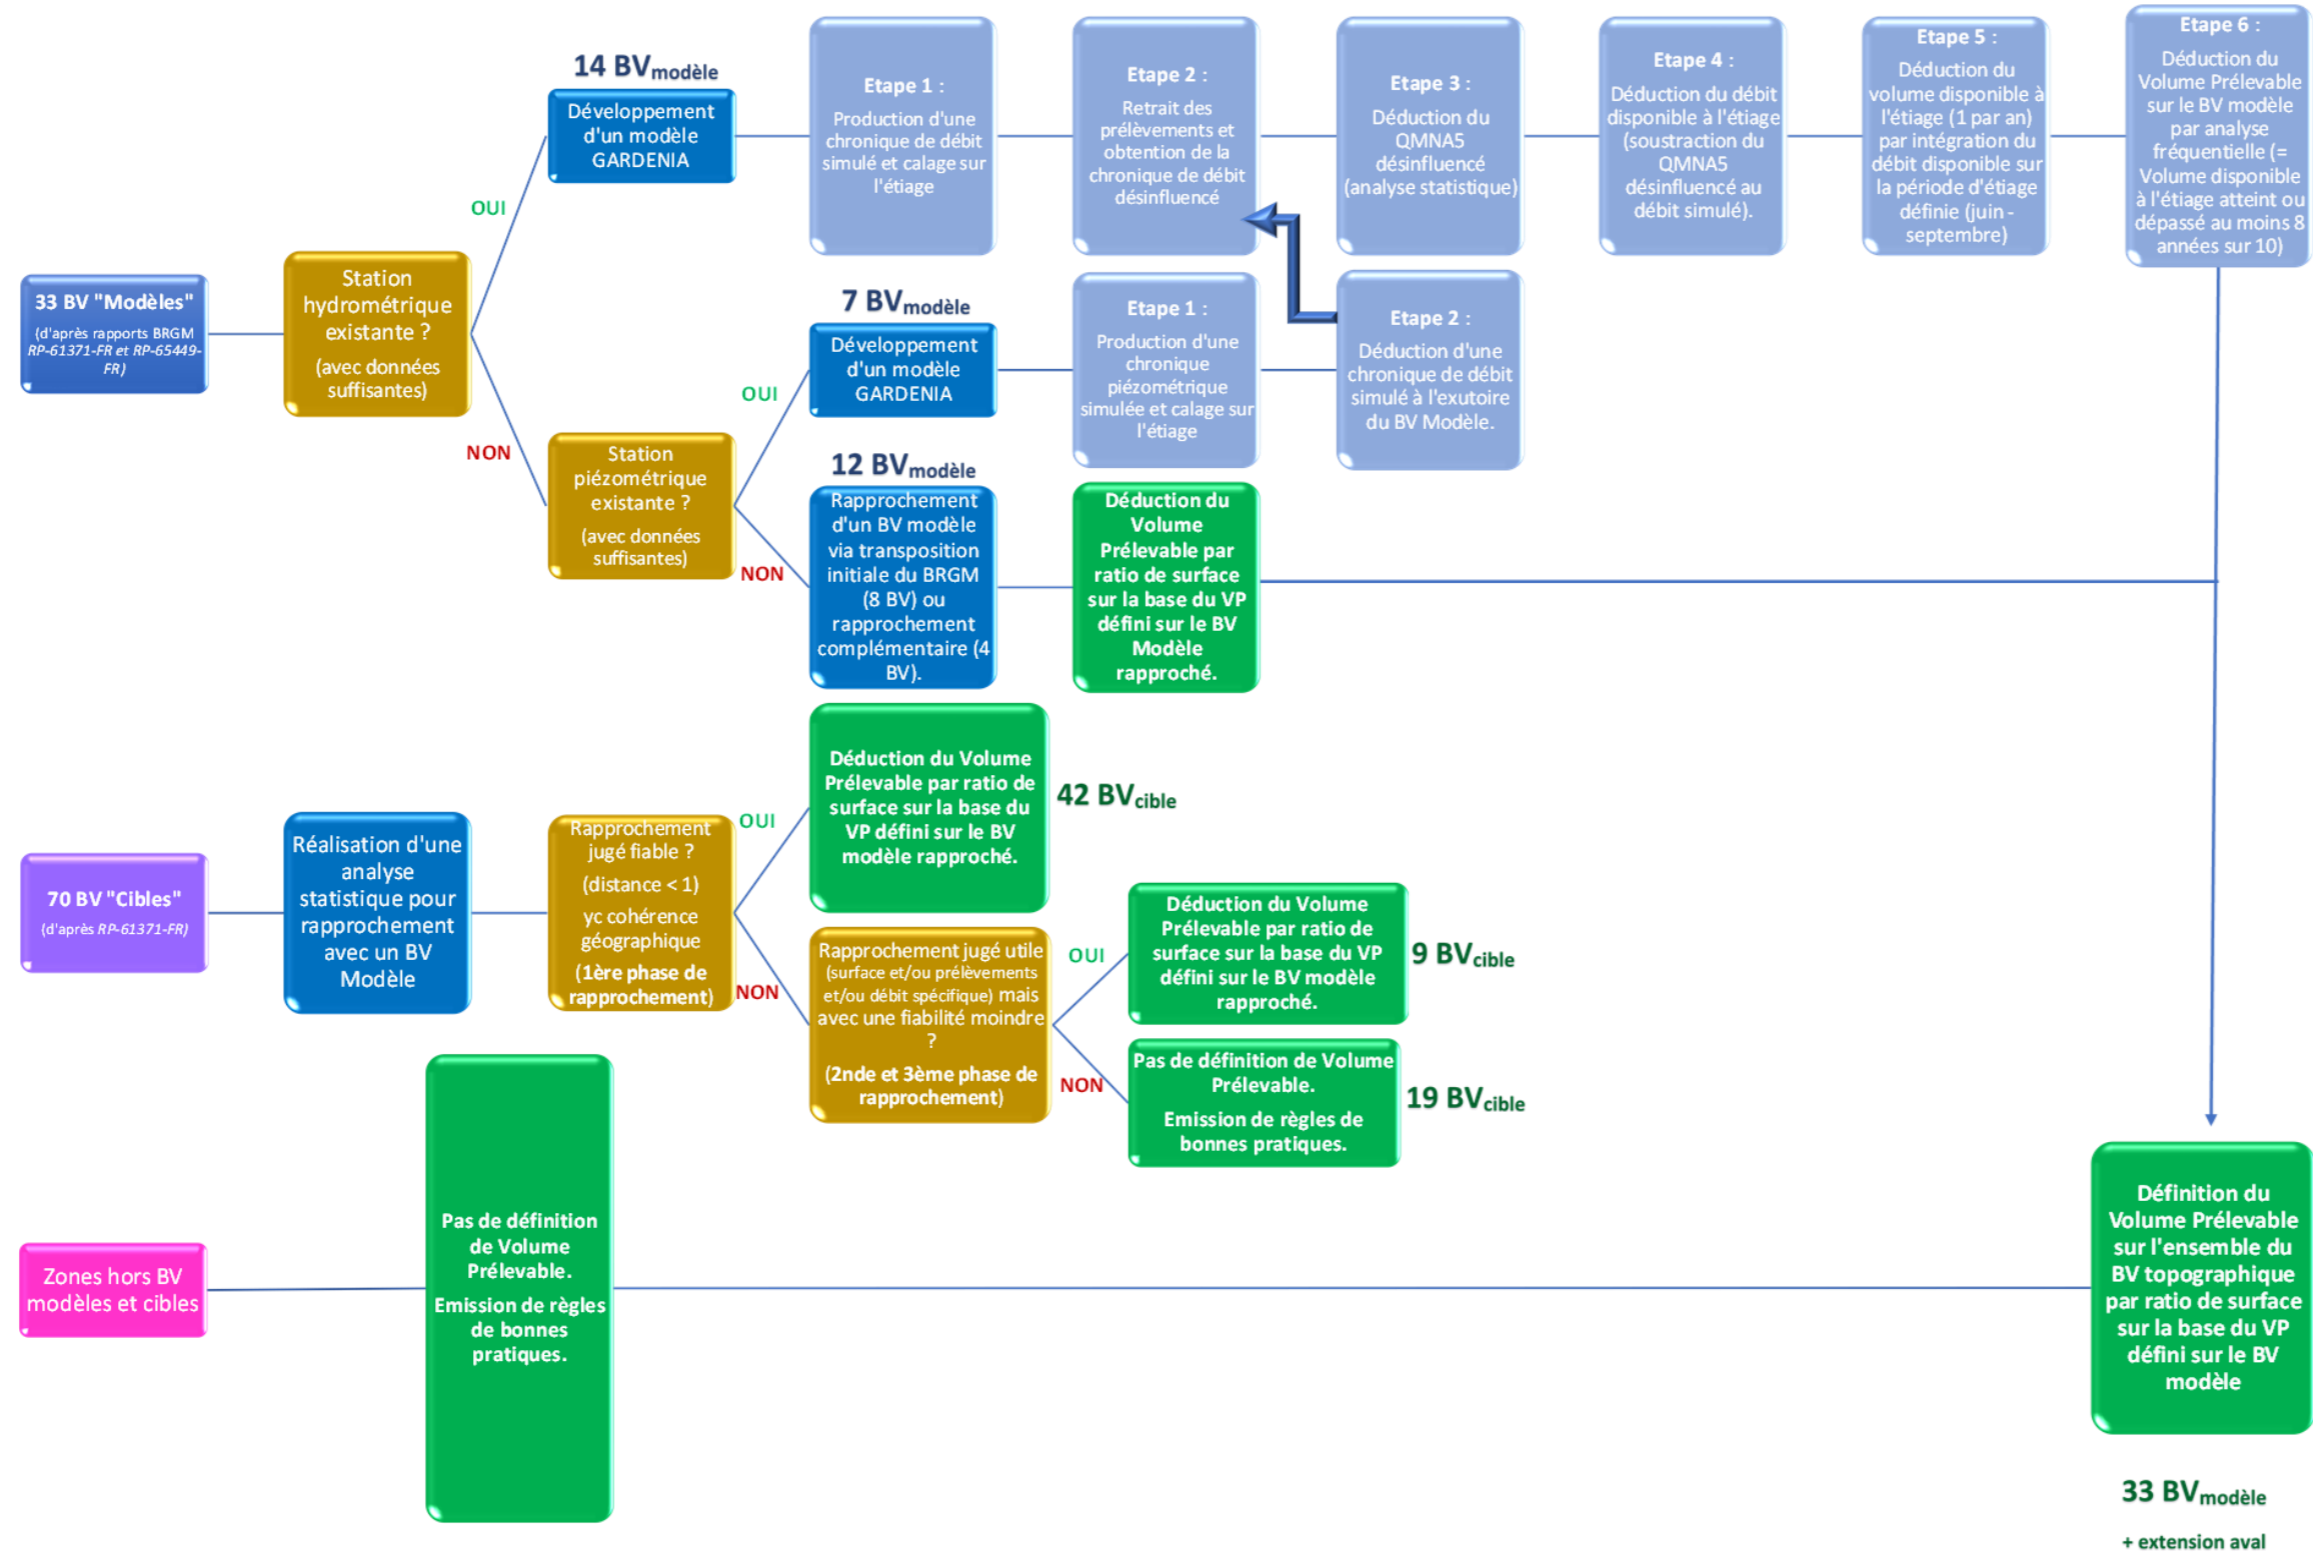 33 BV "Modèles"
(d'après rapports BRGM
RP-61371-FR et RP-65449-
FR)
Station
hydrométrique
existante ?
(avec données
suffisantes)
OUI
NON
14 BVmodèle
Développement
d'un modèle
GARDENIA
Etape 1 :
Production d'une
chronique de débit
simulé et calage sur
l'étiage
Etape 2 :
Retrait des
prélèvements et
obtention de la
chronique de débit
désinfluencé
Etape 3 :
Déduction du
QMNA5
désinfluencé
(analyse statistique)
Etape 4 :
Déduction du débit
disponible à l'étiage
(soustraction du
QMNA5
désinfluencé au
débit simulé).
Etape 5 :
Déduction du
volume disponible à
l'étiage (1 par an)
par intégration du
débit disponible sur
la période d'étiage
définie (juin -
septembre)
Etape 6 :
Déduction du
Volume Prélevable
sur le BV modèle
par analyse
fréquentielle (=
Volume disponible
à l'étiage atteint ou
dépassé au moins 8
années sur 10)
Station
piézométrique
existante ?
(avec données
suffisantes)
OUI
NON
7 BVmodèle
Développement
d'un modèle
GARDENIA
Etape 1 :
Production d'une
chronique
piézométrique
simulée et calage sur
l'étiage
Etape 2 :
Déduction d'une
chronique de débit
simulé à l'exutoire
du BV Modèle.
12 BVmodèle
Rapprochement
d'un BV modèle
via transposition
initiale du BRGM
(8 BV) ou
rapprochement
complémentaire (4
BV).
Déduction du
Volume
Prélevable par
ratio de surface
sur la base du VP
défini sur le BV
Modèle
rapproché.
70 BV "Cibles"
(d'après RP-61371-FR)
Réalisation d'une
analyse
statistique pour
rapprochement
avec un BV
Modèle
Rapprochement
jugé fiable ?
(distance < 1)
yc cohérence
géographique
(1ère phase de
rapprochement)
OUI
NON
Déduction du Volume
Prélevable par ratio de
surface sur la base du
VP défini sur le BV
modèle rapproché.
42 BVcible
Rapprochement jugé utile
(surface et/ou prélèvements
et/ou débit spécifique) mais
avec une fiabilité moindre
?
(2nde et 3ème phase de
rapprochement)
OUI
NON
Déduction du Volume
Prélevable par ratio de
surface sur la base du VP
défini sur le BV modèle
rapproché.
9 BVcible
Pas de définition de Volume
Prélevable.
Emission de règles de
bonnes pratiques.
19 BVcible
Zones hors BV
modèles et cibles
Pas de définition
de Volume
Prélevable.
Emission de règles
de bonnes
pratiques.
Définition du
Volume Prélevable
sur l'ensemble du
BV topographique
par ratio de surface
sur la base du VP
défini sur le BV
modèle
33 BVmodèle
+ extension aval